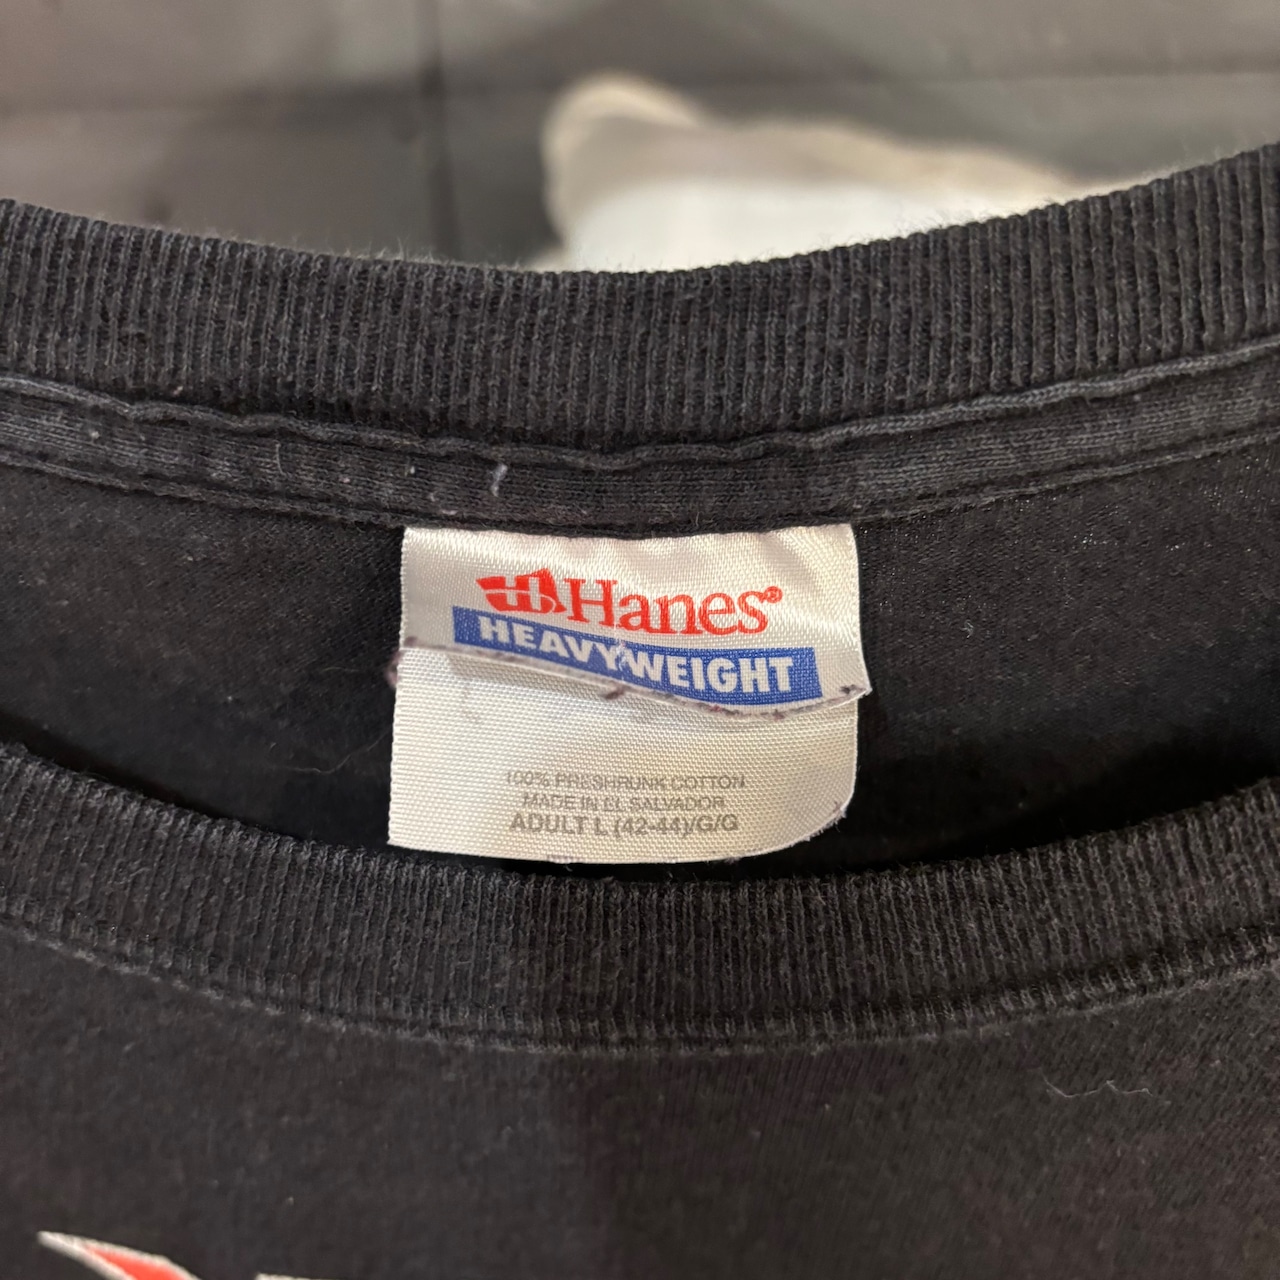 Hanes®
HEAVYWEIGHT
100% PRESHRUNK COTTON
MADE IN EL SALVADOR
ADULT L (42-44)/G/G